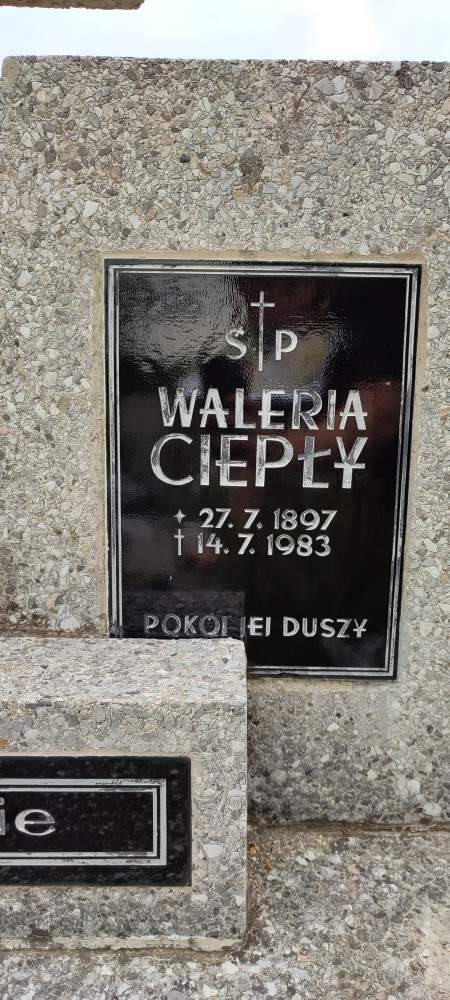 S P
WALERIA
CIEPŁY
27. 7. 1897
† 14. 7. 1983
POKÓJ JEJ DUSZY
ie